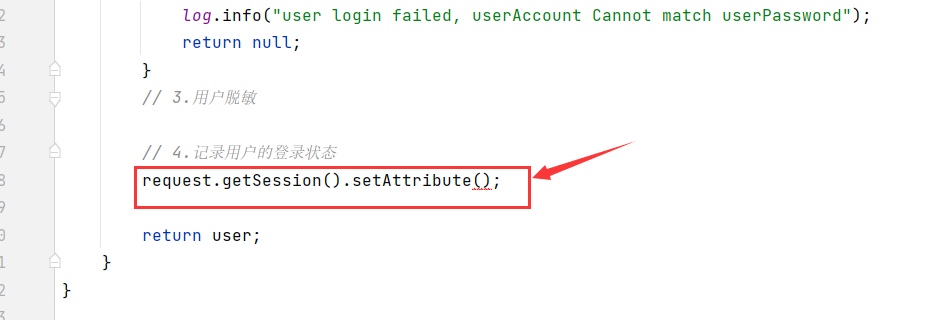 2 log.info("user login failed, userAccount Cannot match userPassword");
3 return null;
4 }
5 // 3.用户脱敏
6
7 // 4.记录用户的登录状态
8 request.getSession().setAttribute();
9
0 return user;
1 }
2 }
3